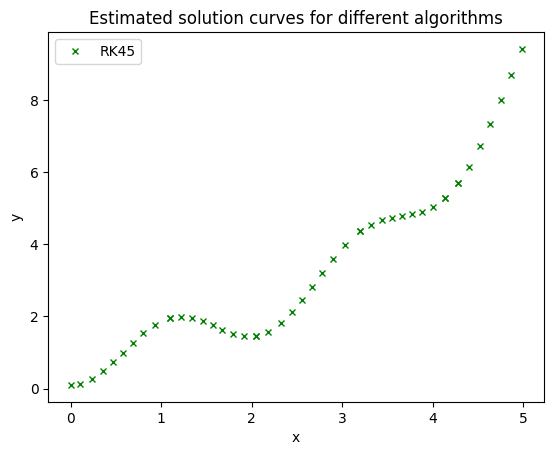 Estimated solution curves for different algorithms
RK45
y
8
6
4
2
0
0 1 2 3 4 5
x